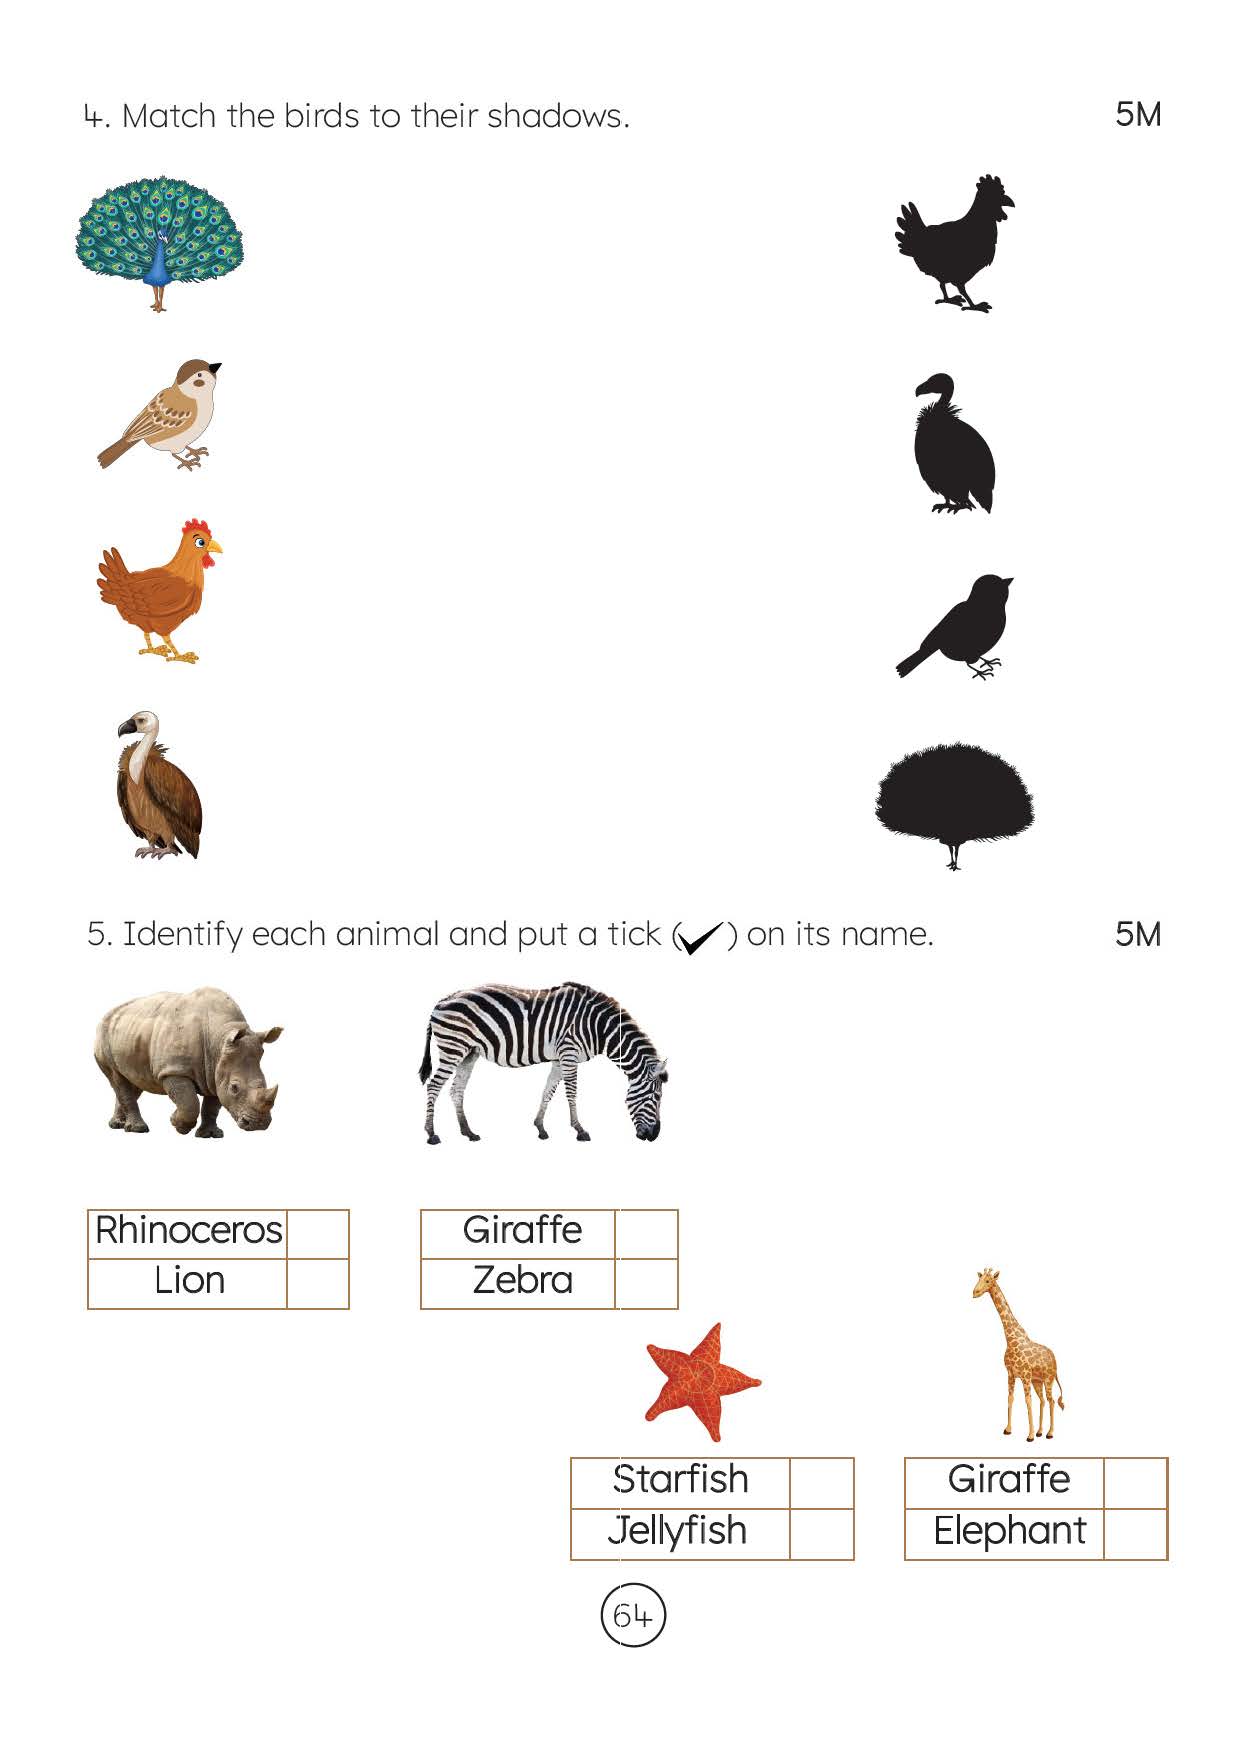 4. Match the birds to their shadows. 5M
5. Identify each animal and put a tick (✓) on its name. 5M
Rhinoceros
Lion
Giraffe
Zebra
Starfish
Jellyfish
Giraffe
Elephant
64